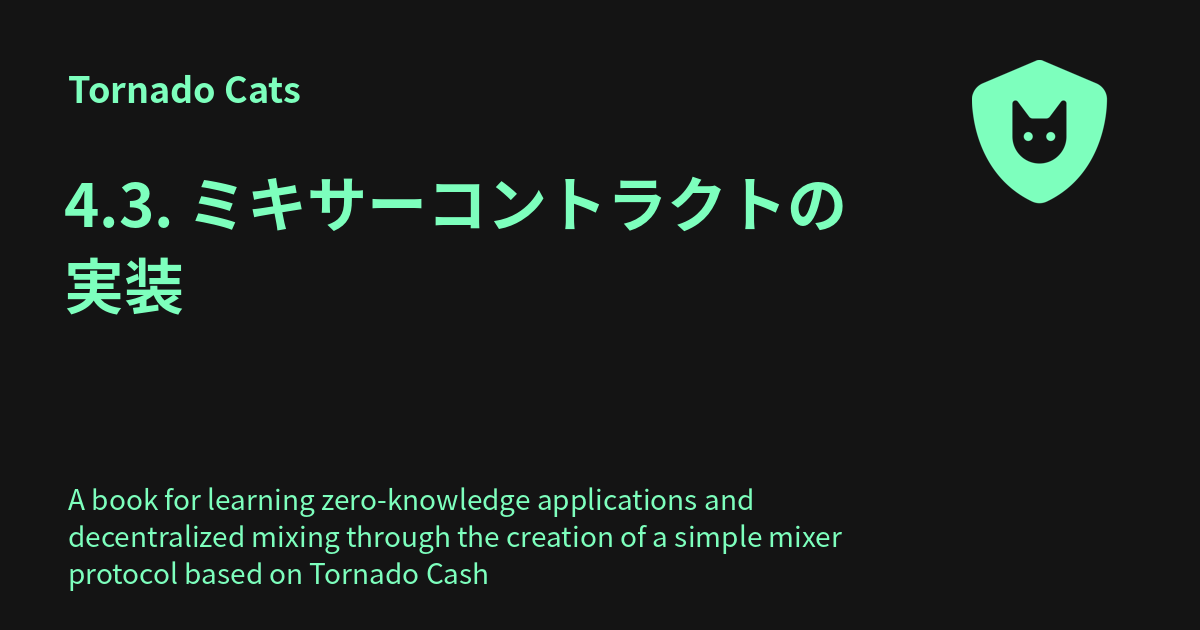 Tornado Cats
4.3. ミキサーコントラクトの
実装
A book for learning zero-knowledge applications and
decentralized mixing through the creation of a simple mixer
protocol based on Tornado Cash